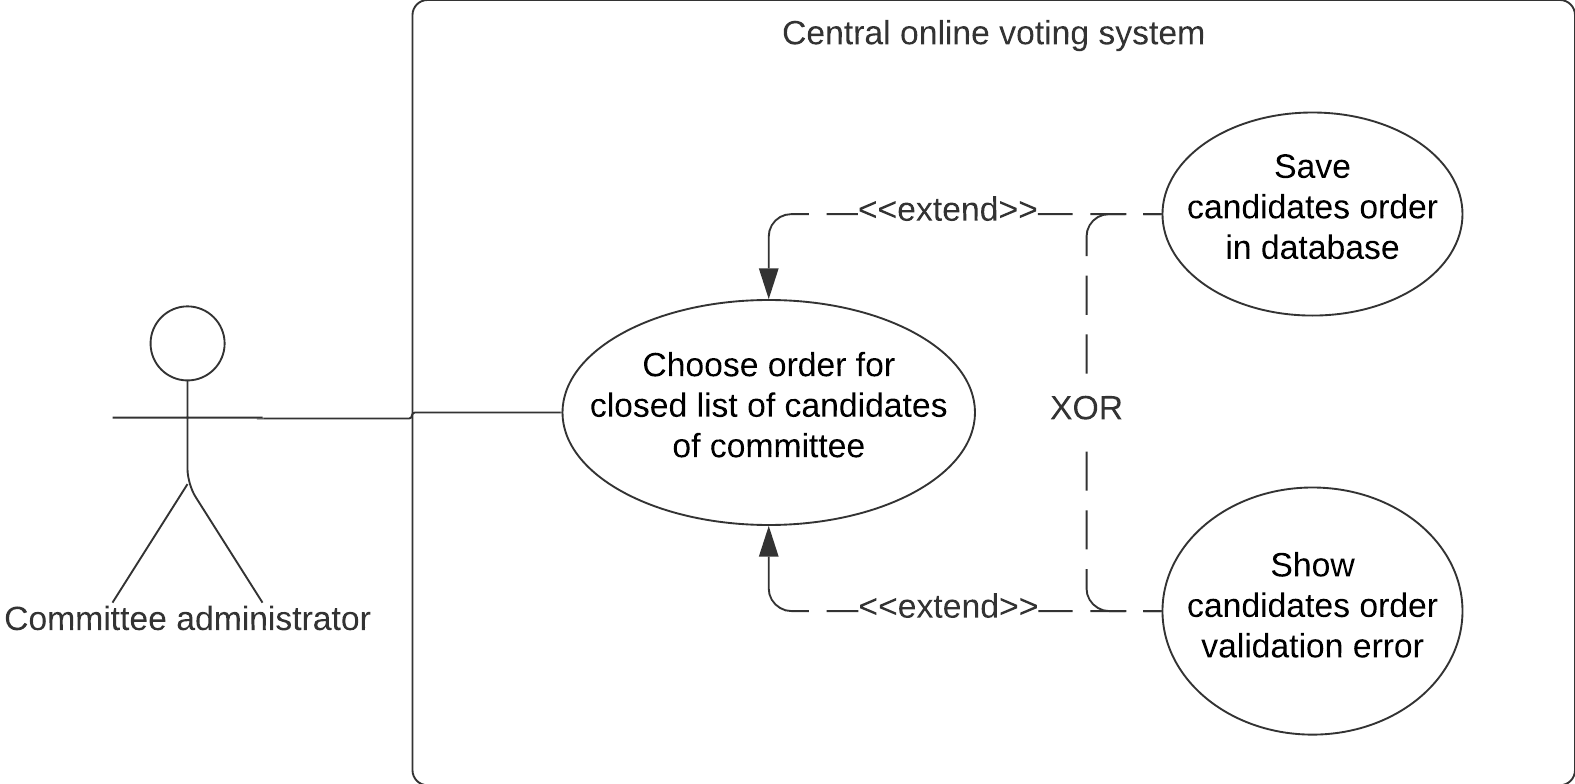 Central online voting system
Save
candidates order
in database
<<extend>>
Choose order for
closed list of candidates
of committee
XOR
Show
candidates order
validation error
<<extend>>
Committee administrator